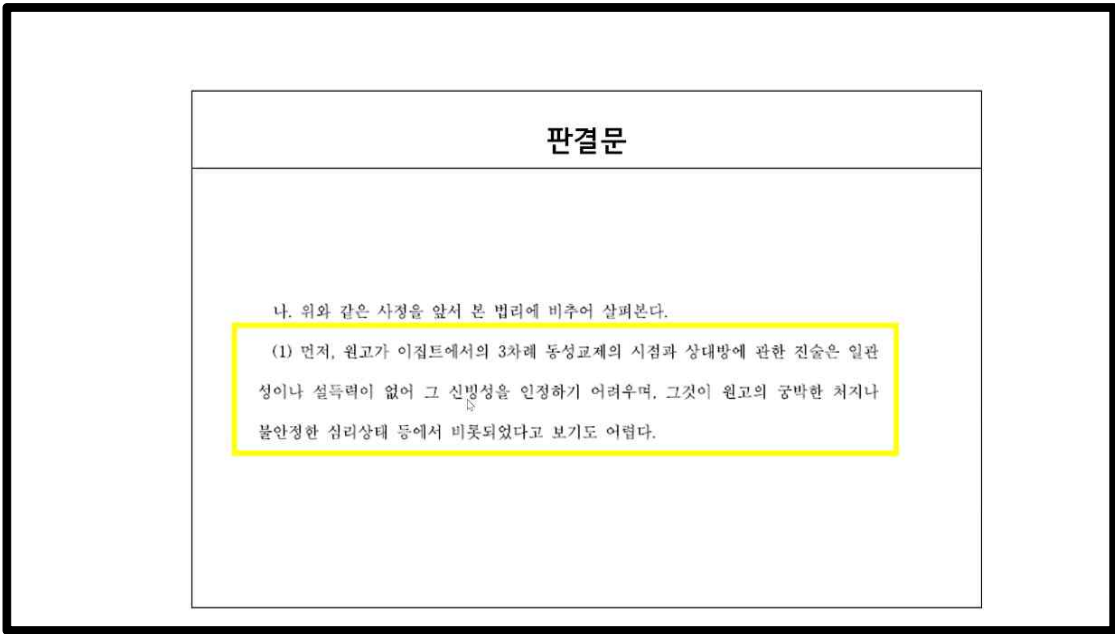 판결문
나. 위와 같은 사정을 앞서 본 법리에 비추어 살펴본다.
(1) 먼저, 원고가 이집트에서의 3차례 동성교제의 시점과 상대방에 관한 진술은 일관
성이나 설득력이 없어 그 신빙성을 인정하기 어려우며, 그것이 원고의 궁박한 처지나
불안정한 심리상태 등에서 비롯되었다고 보기도 어렵다.